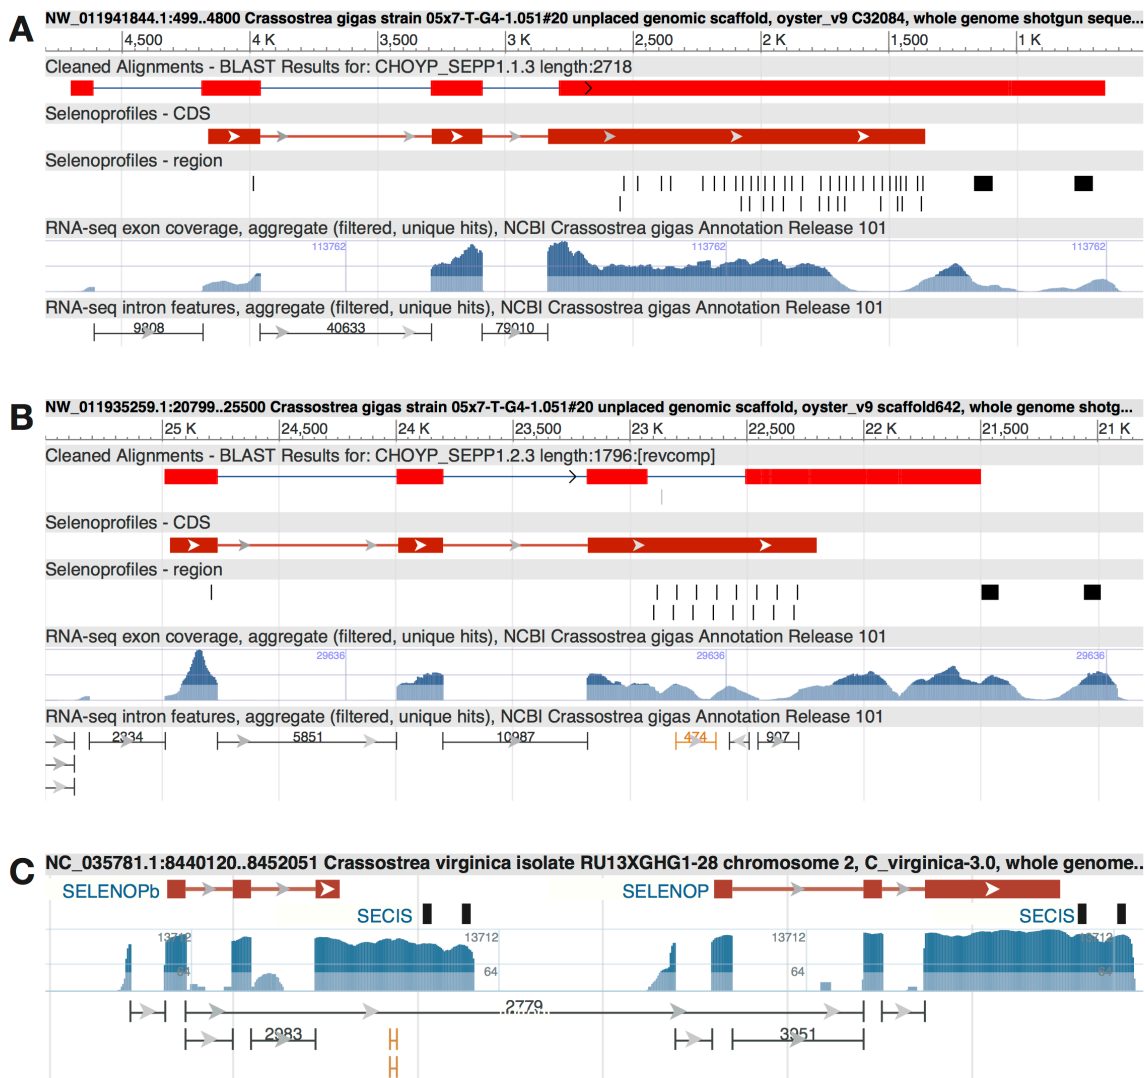 A
NW_011941844.1:499..4800 Crassostrea gigas strain 05x7-T-G4-1.051#20 unplaced genomic scaffold, oyster_v9 C32084, whole genome shotgun seque...
4,500 4 K 3,500 3 K 2,500 2 K 1,500 1 K
Cleaned Alignments - BLAST Results for: CHOYP_SEPP1.1.3 length:2718
Selenoprofiles - CDS
Selenoprofiles - region
RNA-seq exon coverage, aggregate (filtered, unique hits), NCBI Crassostrea gigas Annotation Release 101
113762 113762 113762
RNA-seq intron features, aggregate (filtered, unique hits), NCBI Crassostrea gigas Annotation Release 101
9808 40633 79010
B
NW_011935259.1:20799..25500 Crassostrea gigas strain 05x7-T-G4-1.051#20 unplaced genomic scaffold, oyster_v9 scaffold642, whole genome shotg...
25 K 24,500 24 K 23,500 23 K 22,500 22 K 21,500 21 K
Cleaned Alignments - BLAST Results for: CHOYP_SEPP1.2.3 length:1796:[revcomp]
Selenoprofiles - CDS
Selenoprofiles - region
RNA-seq exon coverage, aggregate (filtered, unique hits), NCBI Crassostrea gigas Annotation Release 101
29636 29636 29636
RNA-seq intron features, aggregate (filtered, unique hits), NCBI Crassostrea gigas Annotation Release 101
2334 5851 10087 474 907
C
NC_035781.1:8440120..8452051 Crassostrea virginica isolate RU13XGHG1-28 chromosome 2, C_virginica-3.0, whole genome..
SELENOPb SELENOP
SECIS SECIS
13712 13712 13712 13712
64 64 64 64
2779
2983 3951